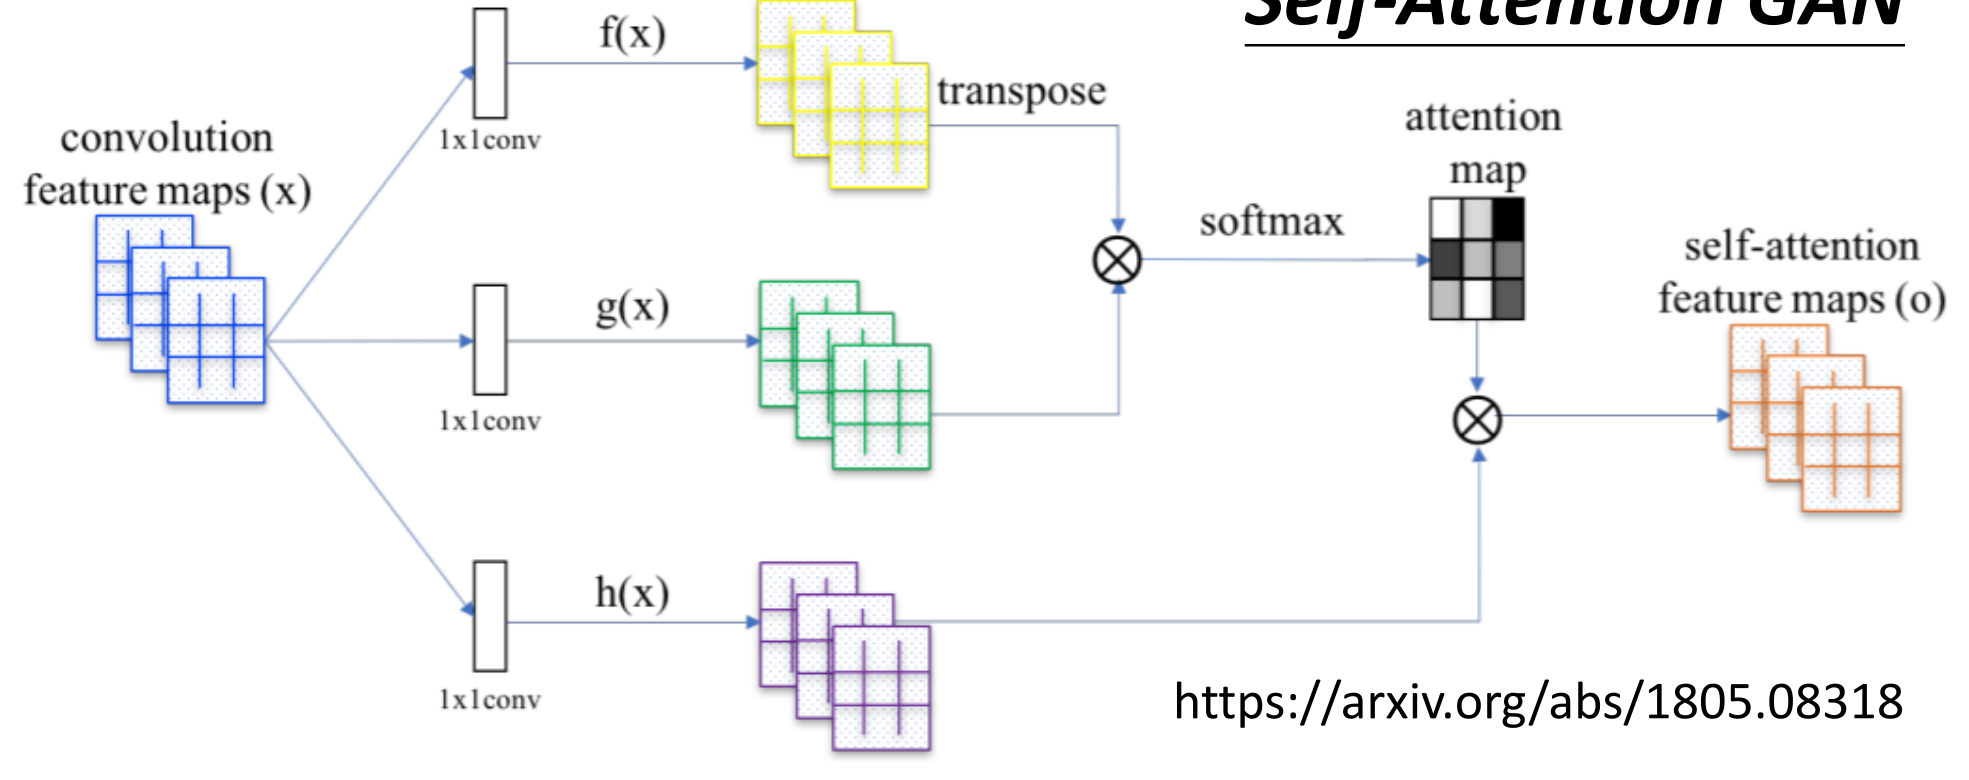 Self-Attention GAN
f(x)
transpose
1x1conv
convolution
feature maps (x)
attention
map
softmax
g(x)
1x1conv
self-attention
feature maps (o)
h(x)
1x1conv
https://arxiv.org/abs/1805.08318